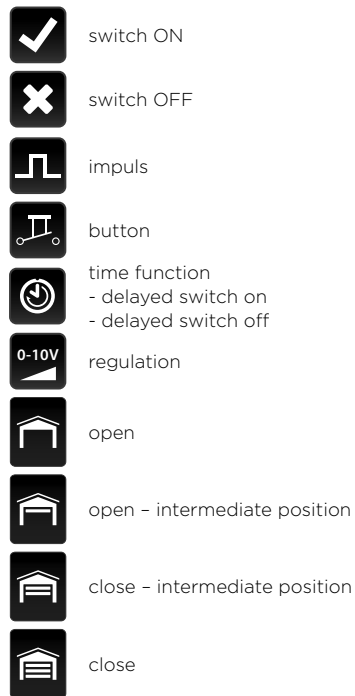 switch ON
switch OFF
impuls
button
time function
- delayed switch on
- delayed switch off
0-10V
regulation
open
open – intermediate position
close – intermediate position
close